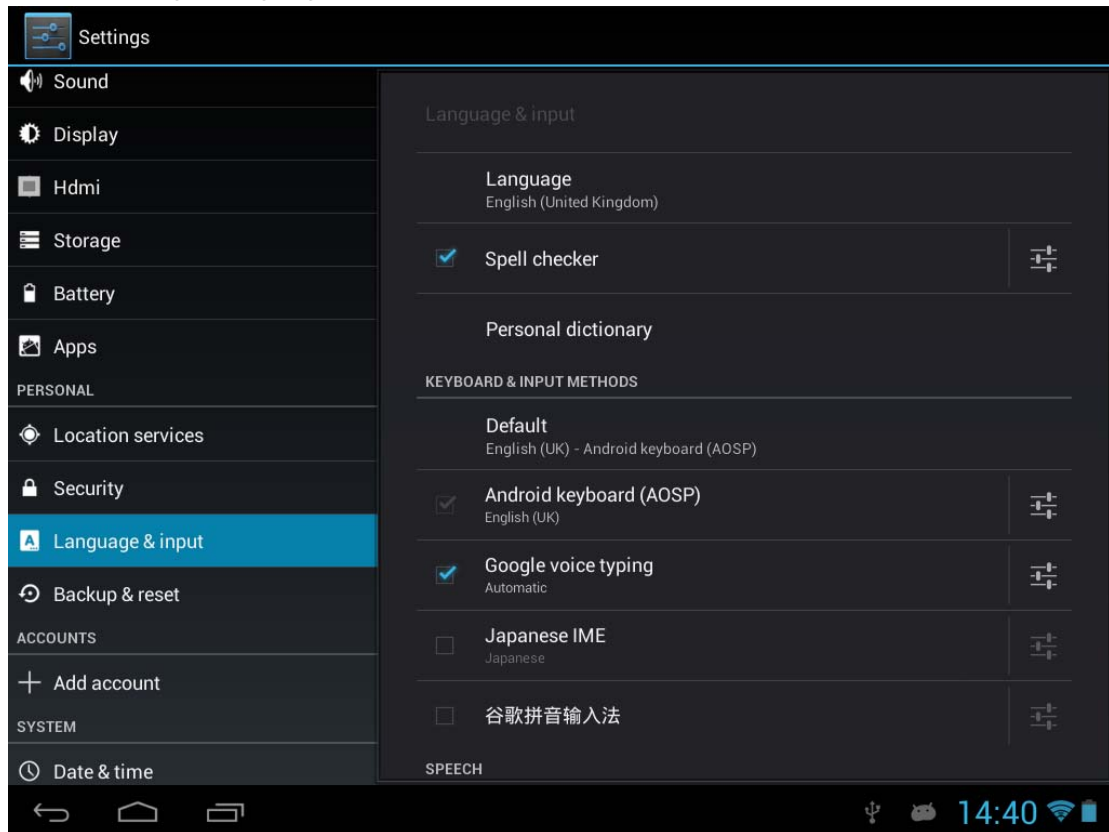 Settings
Sound
Display
Hdmi
Storage
Battery
Apps
PERSONAL
Location services
Security
Language & input
Backup & reset
ACCOUNTS
Add account
SYSTEM
Date & time
Language & input
Language
English (United Kingdom)
Spell checker
Personal dictionary
KEYBOARD & INPUT METHODS
Default
English (UK) - Android keyboard (AOSP)
Android keyboard (AOSP)
English (UK)
Google voice typing
Automatic
Japanese IME
Japanese
谷歌拼音输入法
SPEECH
14:40